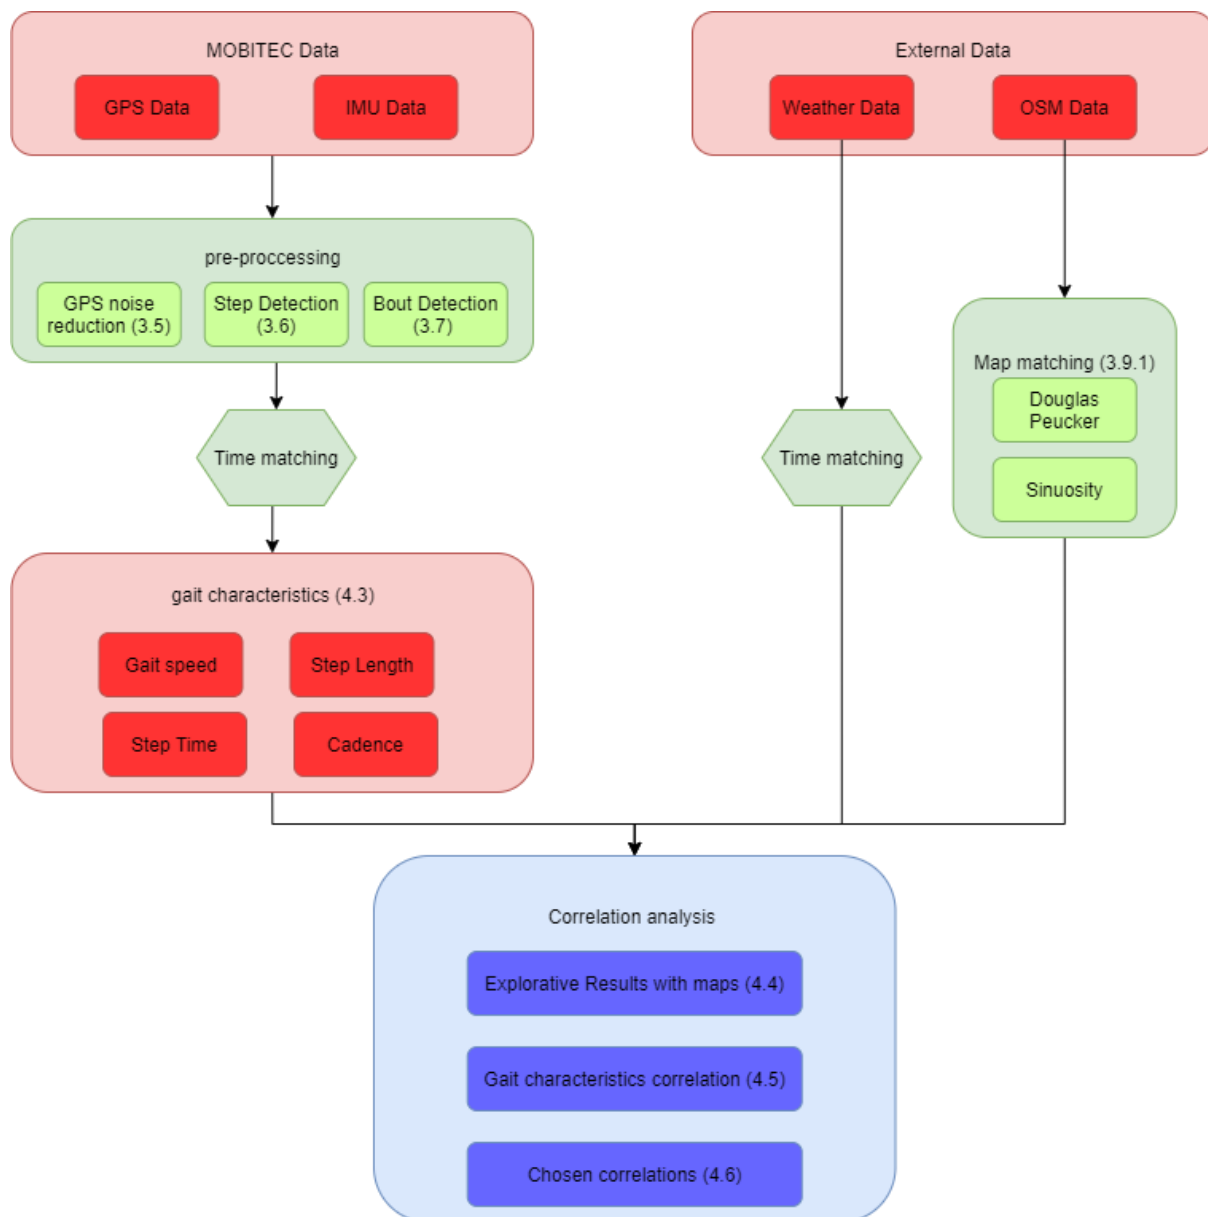 MOBITEC Data
GPS Data
IMU Data
External Data
Weather Data
OSM Data
pre-proccessing
GPS noise
reduction (3.5)
Step Detection
(3.6)
Bout Detection
(3.7)
Time matching
Time matching
Map matching (3.9.1)
Douglas
Peucker
Sinuosity
gait characteristics (4.3)
Gait speed
Step Length
Step Time
Cadence
Correlation analysis
Explorative Results with maps (4.4)
Gait characteristics correlation (4.5)
Chosen correlations (4.6)